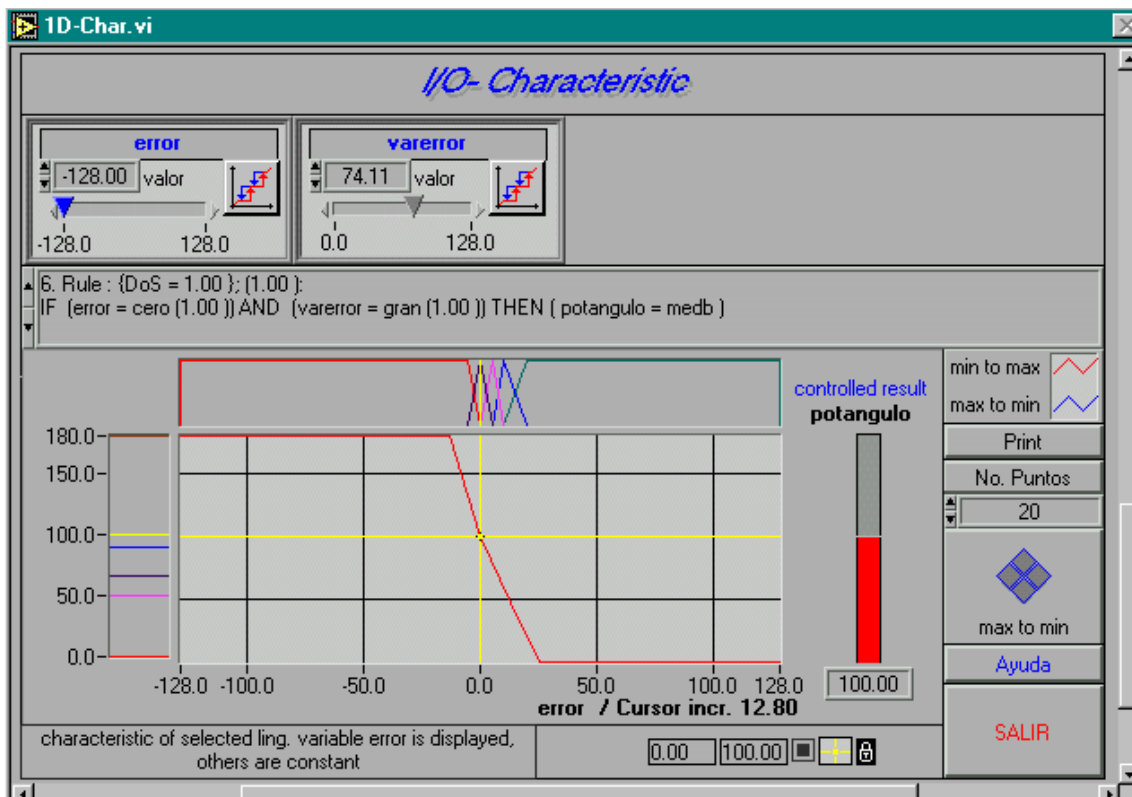 1D-Char.vi
I/O- Characteristic
error
-128.00 valor
-128.0 128.0
varerror
74.11 valor
0.0 128.0
6. Rule : {DoS = 1.00 }; (1.00 ):
IF (error = cero (1.00 )) AND (varerror = gran (1.00 )) THEN ( potangulo = medb )
180.0
150.0
100.0
50.0
0.0
-128.0 -100.0 -50.0 0.0 50.0 100.0 128.0
error / Cursor incr. 12.80
controlled result
potangulo
100.00
min to max
max to min
Print
No. Puntos
20
max to min
Ayuda
SALIR
characteristic of selected ling. variable error is displayed,
others are constant
0.00 100.00